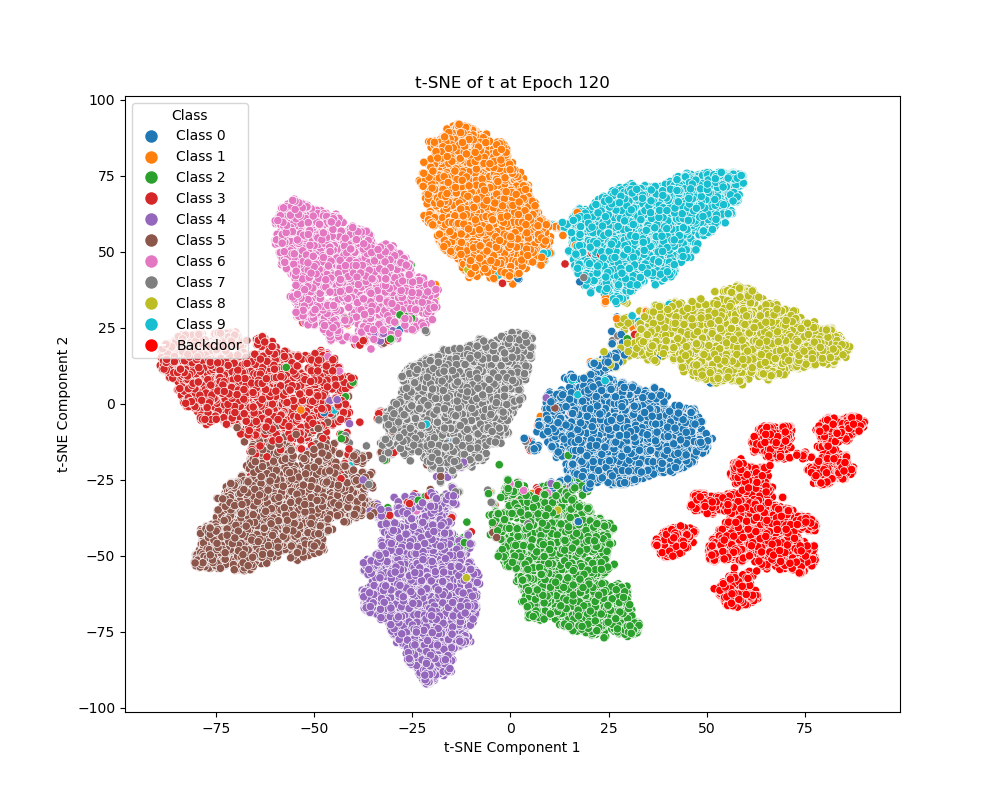 t-SNE of t at Epoch 120
100
75
50
25
0
−25
−50
−75
−100
t-SNE Component 2
Class
Class 0
Class 1
Class 2
Class 3
Class 4
Class 5
Class 6
Class 7
Class 8
Class 9
Backdoor
−75
−50
−25
0
25
50
75
t-SNE Component 1